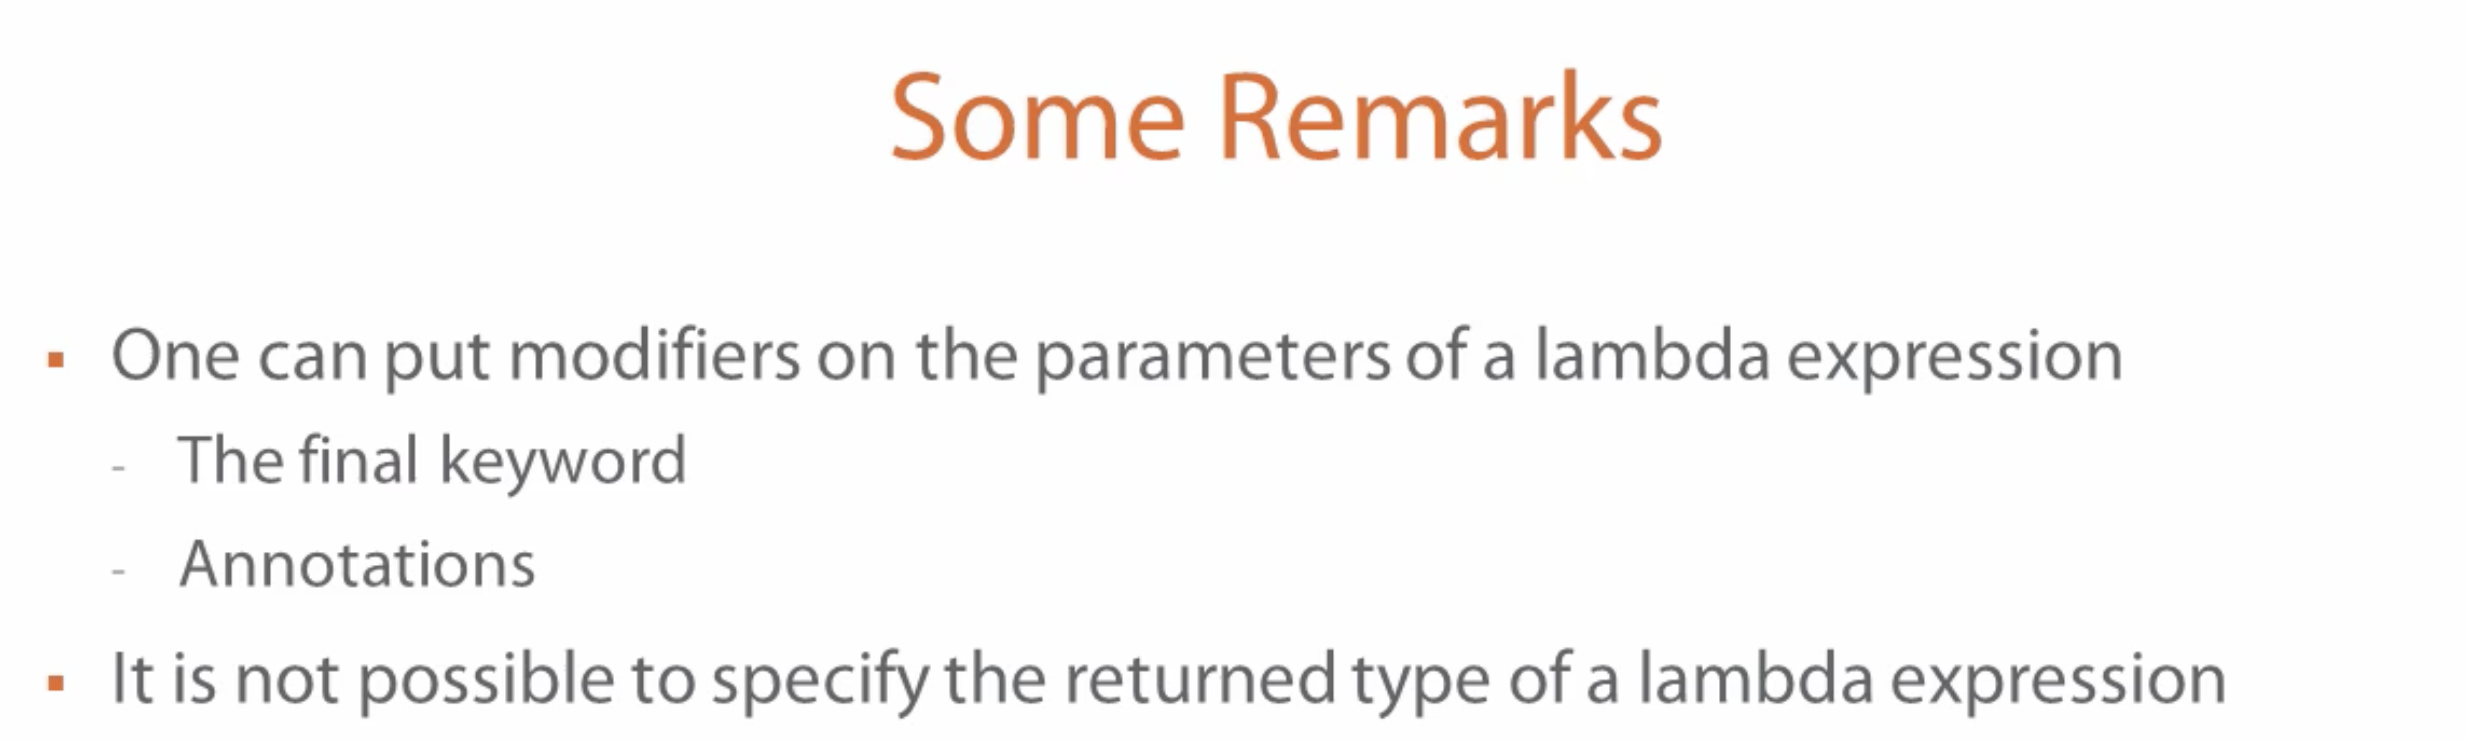 Some Remarks
▪ One can put modifiers on the parameters of a lambda expression
- The final keyword
- Annotations
▪ It is not possible to specify the returned type of a lambda expression